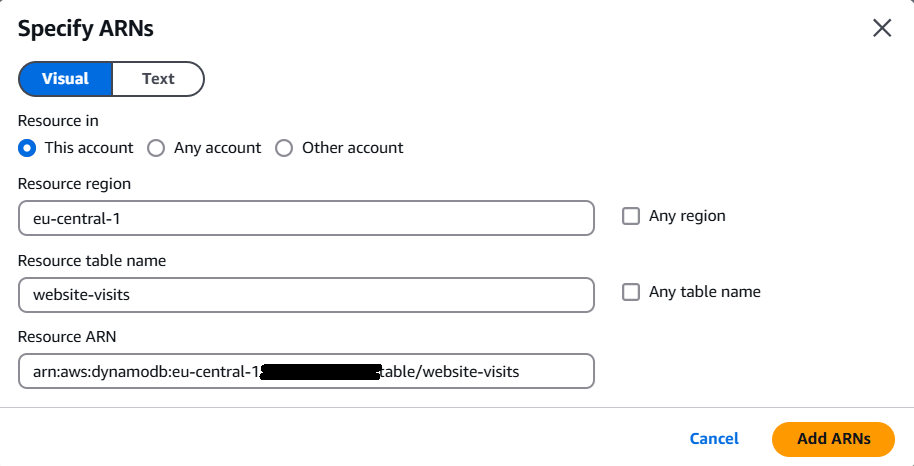 Specify ARNs
Visual Text
Resource in
This account Any account Other account
Resource region
eu-central-1
Any region
Resource table name
website-visits
Any table name
Resource ARN
arn:aws:dynamodb:eu-central-1 table/website-visits
Cancel Add ARNs